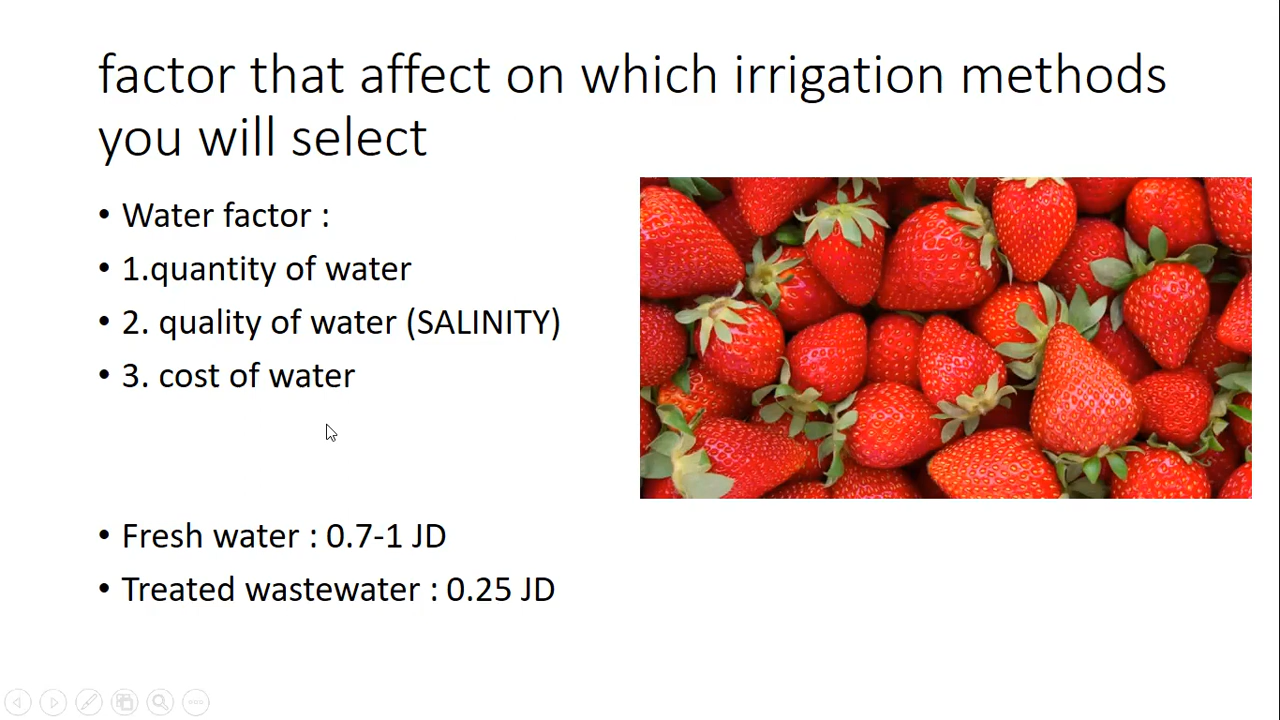 factor that affect on which irrigation methods
you will select
• Water factor :
• 1.quantity of water
• 2. quality of water (SALINITY)
• 3. cost of water
• Fresh water : 0.7-1 JD
• Treated wastewater : 0.25 JD